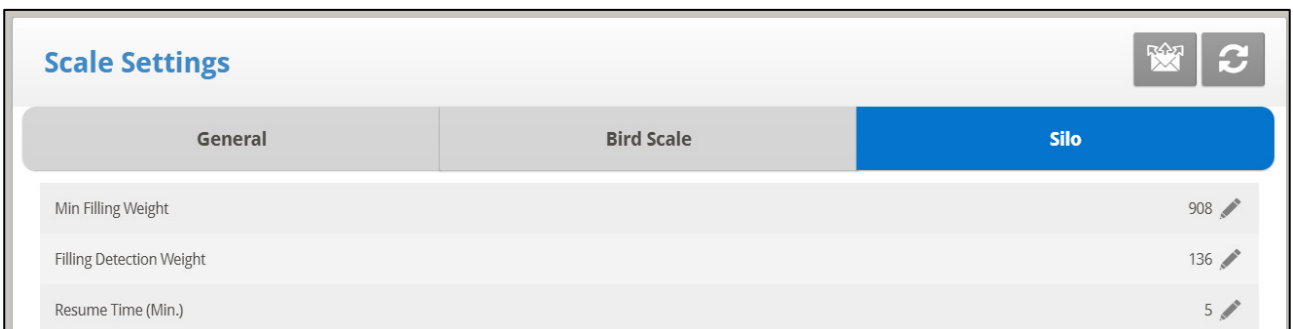 Scale Settings
General Bird Scale Silo
Min Filling Weight 908
Filling Detection Weight 136
Resume Time (Min.) 5